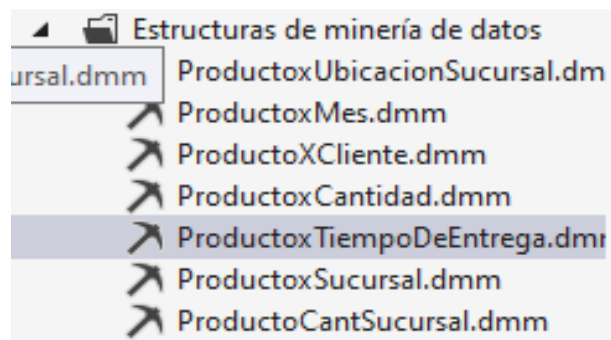 Estructuras de minería de datos
ursal.dmm
ProductoxUbicacionSucursal.dm
ProductoxMes.dmm
ProductoXCliente.dmm
ProductoxCantidad.dmm
ProductoxTiempoDeEntrega.dmr
ProductoxSucursal.dmm
ProductoCantSucursal.dmm